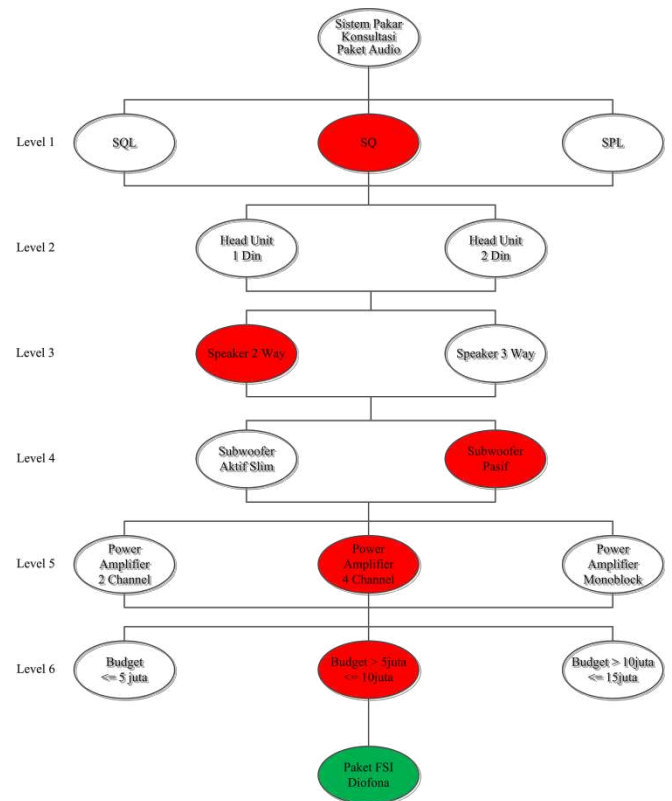 Sistem Pakar
Konsultasi
Paket Audio
Level 1
SQL
SQ
SPL
Level 2
Head Unit
1 Din
Head Unit
2 Din
Level 3
Speaker 2 Way
Speaker 3 Way
Level 4
Subwoofer
Aktif Slim
Subwoofer
Pasif
Level 5
Power
Amplifier
2 Channel
Power
Amplifier
4 Channel
Power
Amplifier
Monoblock
Level 6
Budget
<= 5 juta
Budget > 5juta
<= 10juta
Budget > 10juta
<= 15juta
Paket FSI
Diofona